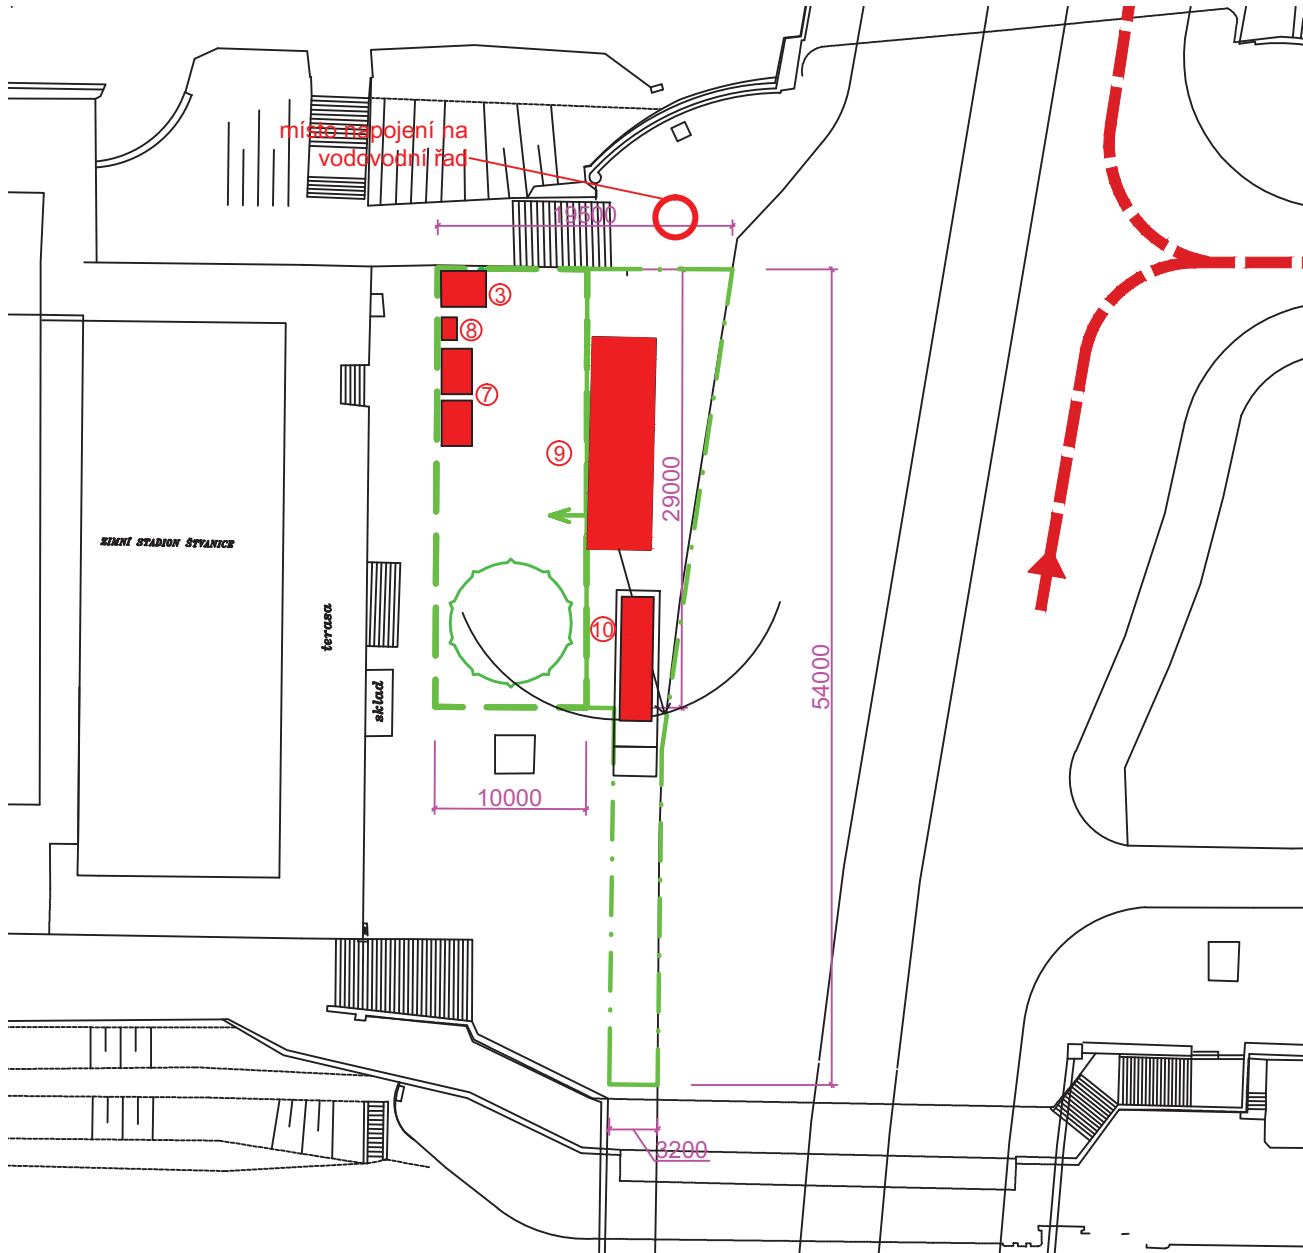 místo napojení na
vodovodní řad
19500
3
8
7
9
29000
ZIMNÍ STADION ŠTVANICE
terasa
10
54000
sklad
10000
3200